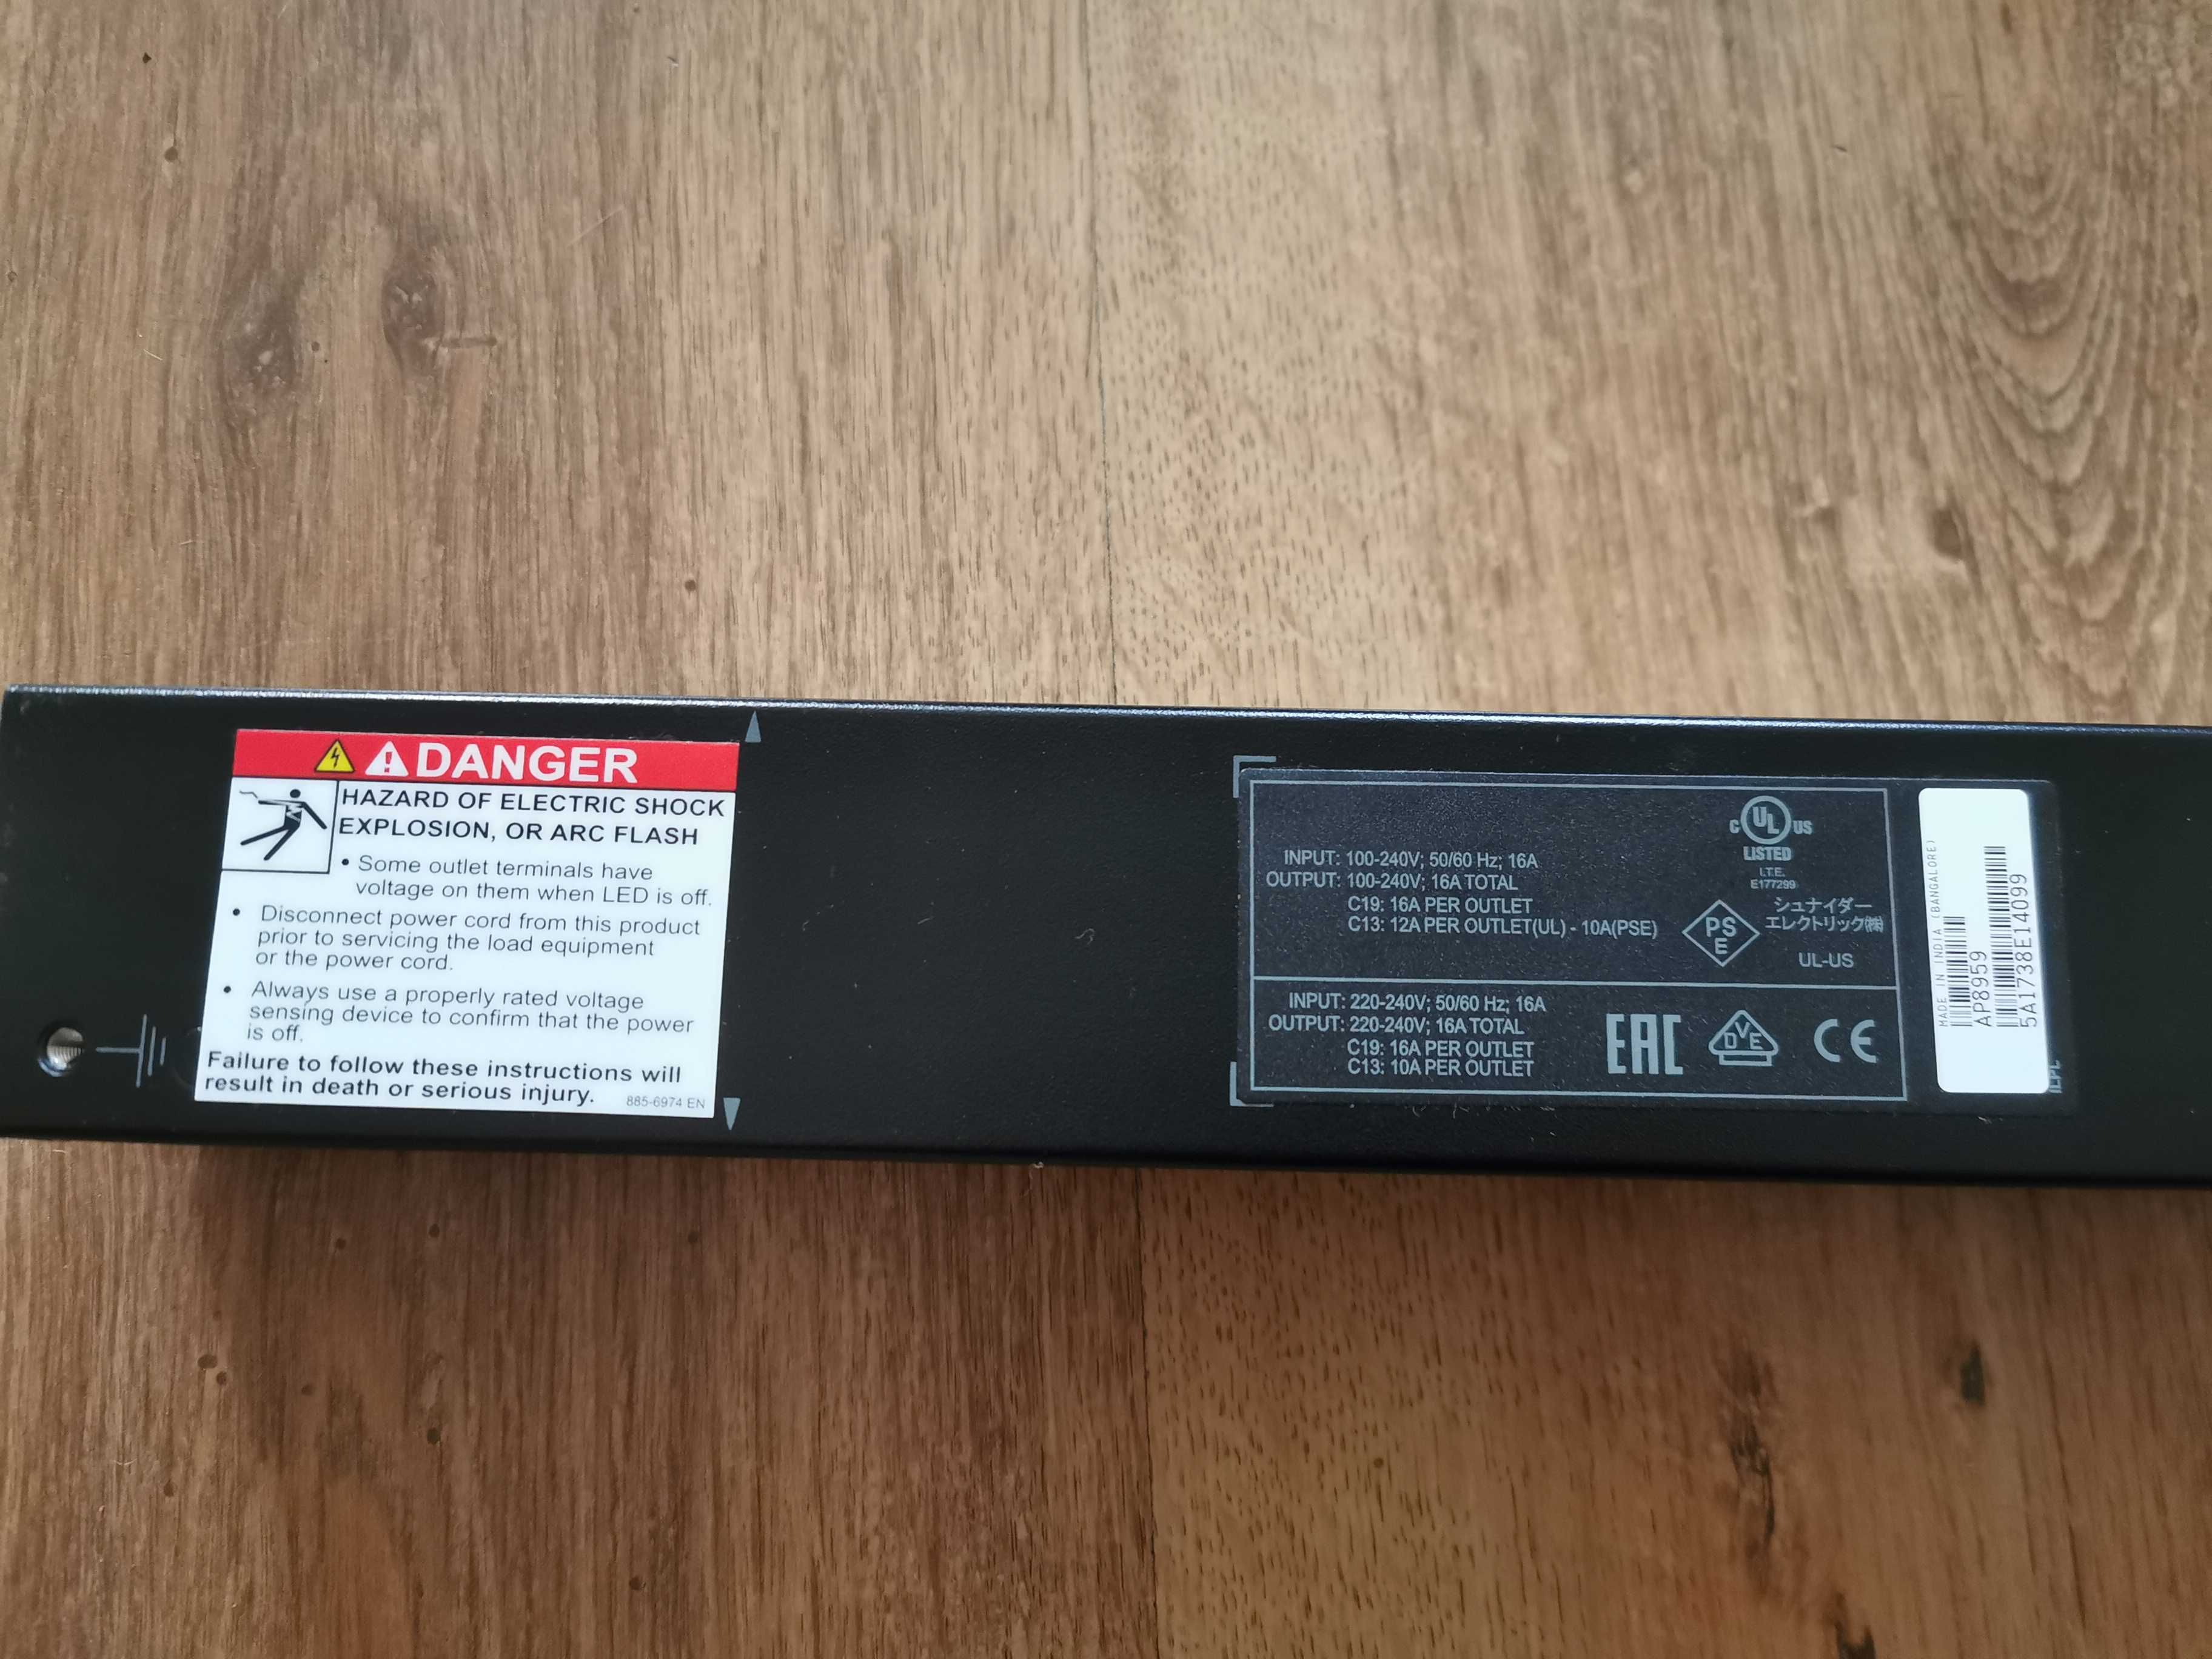 DANGER
HAZARD OF ELECTRIC SHOCK
EXPLOSION, OR ARC FLASH
• Some outlet terminals have
voltage on them when LED is off.
• Disconnect power cord from this product
prior to servicing the load equipment
or the power cord.
• Always use a properly rated voltage
sensing device to confirm that the power
is off.
Failure to follow these instructions will
result in death or serious injury.
885-6974 EN
INPUT: 100-240V; 50/60 Hz; 16A
OUTPUT: 100-240V; 16A TOTAL
C19: 16A PER OUTLET
C13: 12A PER OUTLET(UL) - 10A(PSE)
C UL US
LISTED
I.T.E.
E177299
PS
E
シュナイダー
エレクトリック㈱
UL-US
INPUT: 220-240V; 50/60 Hz; 16A
OUTPUT: 220-240V; 16A TOTAL
C19: 16A PER OUTLET
C13: 10A PER OUTLET
EAC
DVE
CE
MADE IN INDIA (BANGALORE)
AP8959
5A1738E14099